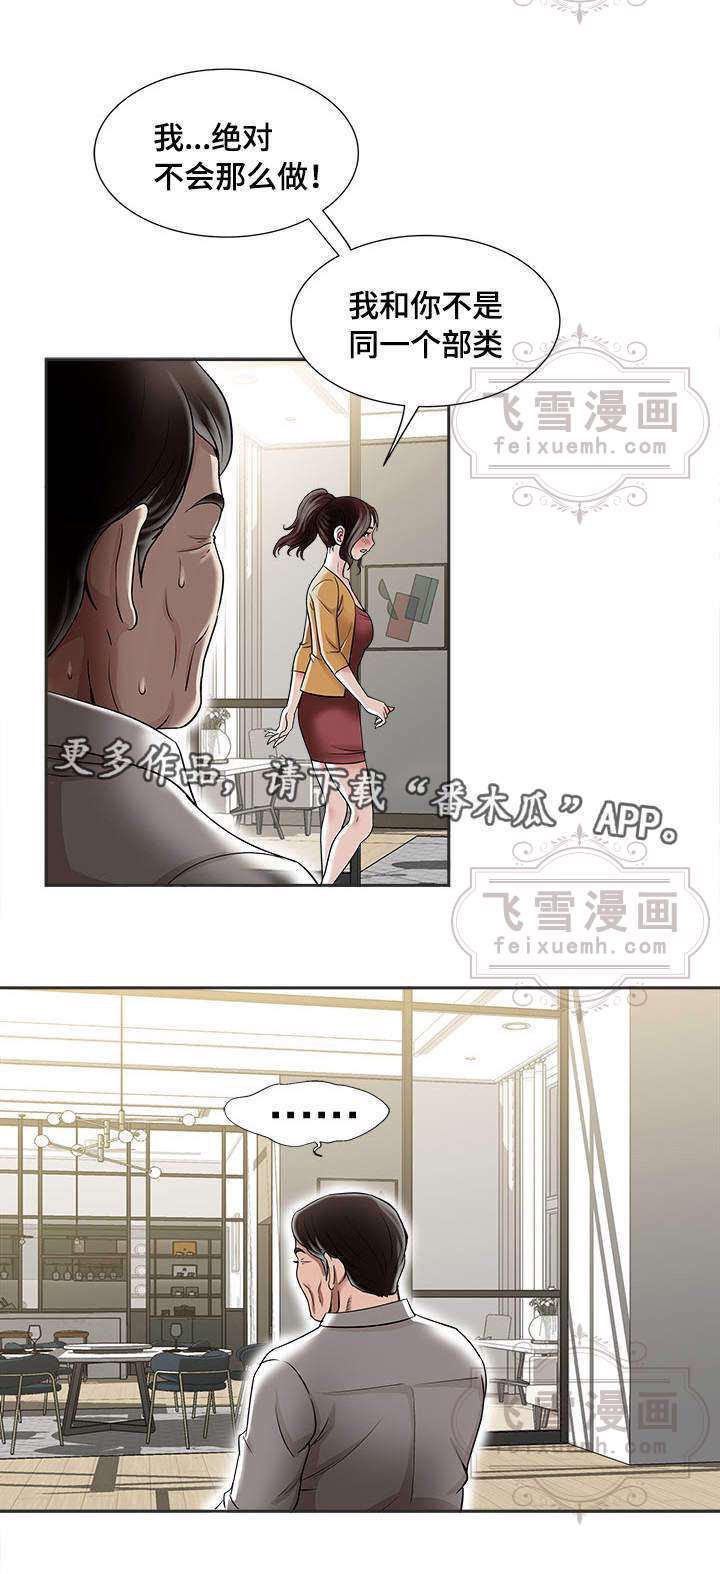 我...绝对
不会那么做！
我和你不是
同一个部类
飞雪漫画
feixuemh.com
更多作品，请下载“番木瓜”APP。
飞雪漫画
feixuemh.com
......
飞雪漫画
feixuemh.com